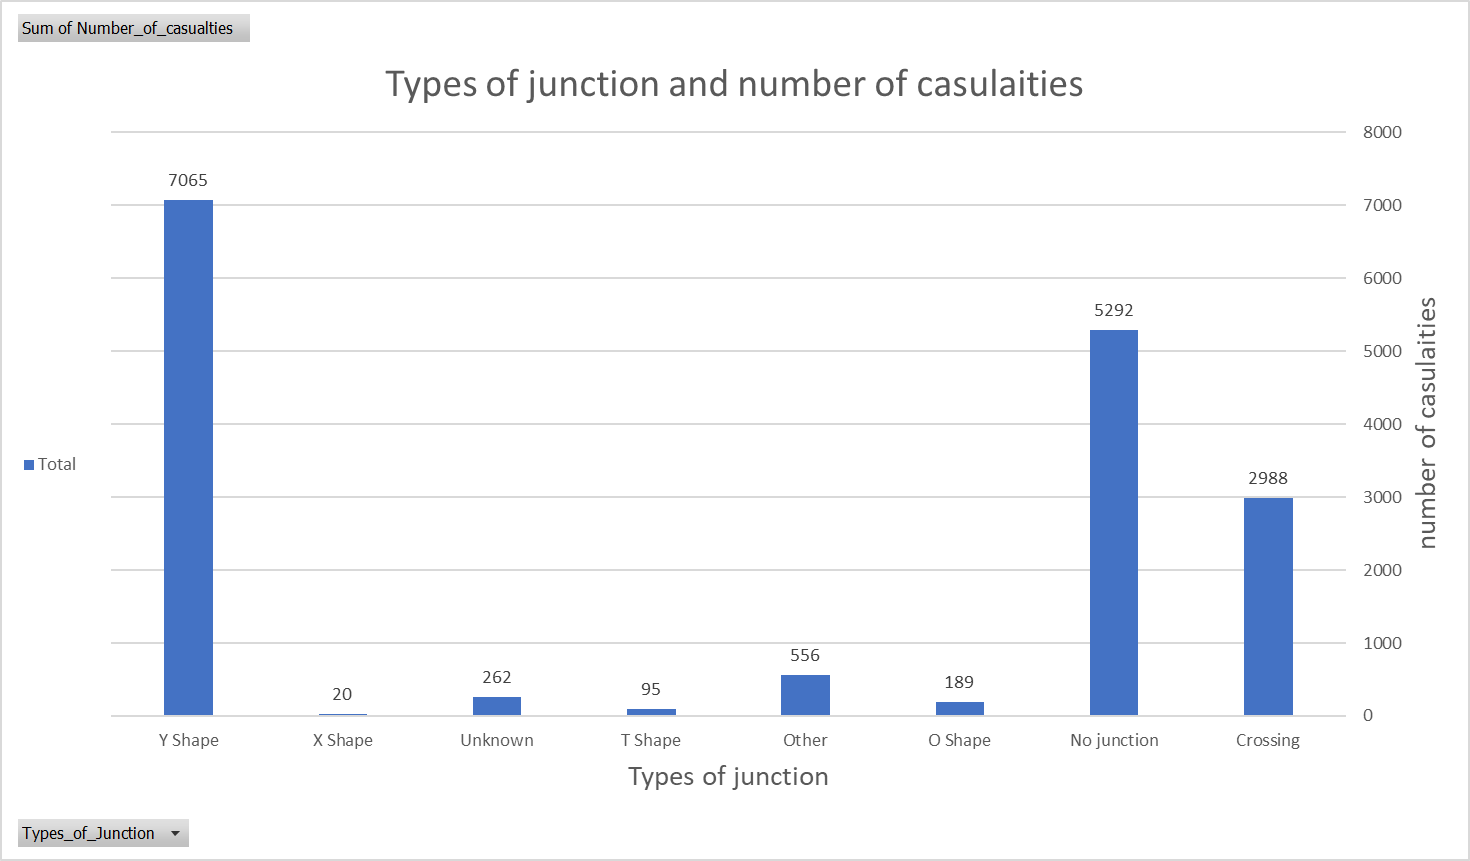 Sum of Number_of_casualties
Types of junction and number of casulaities
8000
7000
6000
5000
4000
3000
2000
1000
0
number of casulaities
7065
20
262
95
556
189
5292
2988
Total
Y Shape X Shape Unknown T Shape Other O Shape No junction Crossing
Types of junction
Types_of_Junction